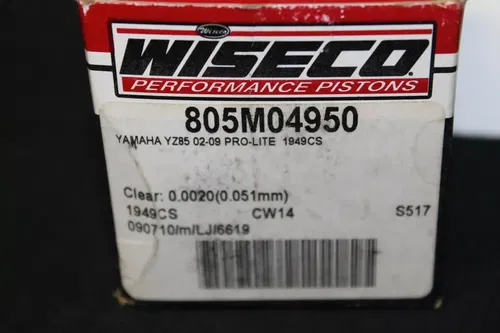 Wiseco
WISECO
PERFORMANCE PISTONS
805M04950
YAMAHA YZ85 02-09 PRO-LITE 1949CS
Clear: 0.0020(0.051mm)
1949CS CW14 S517
090710/m/LJ/6619